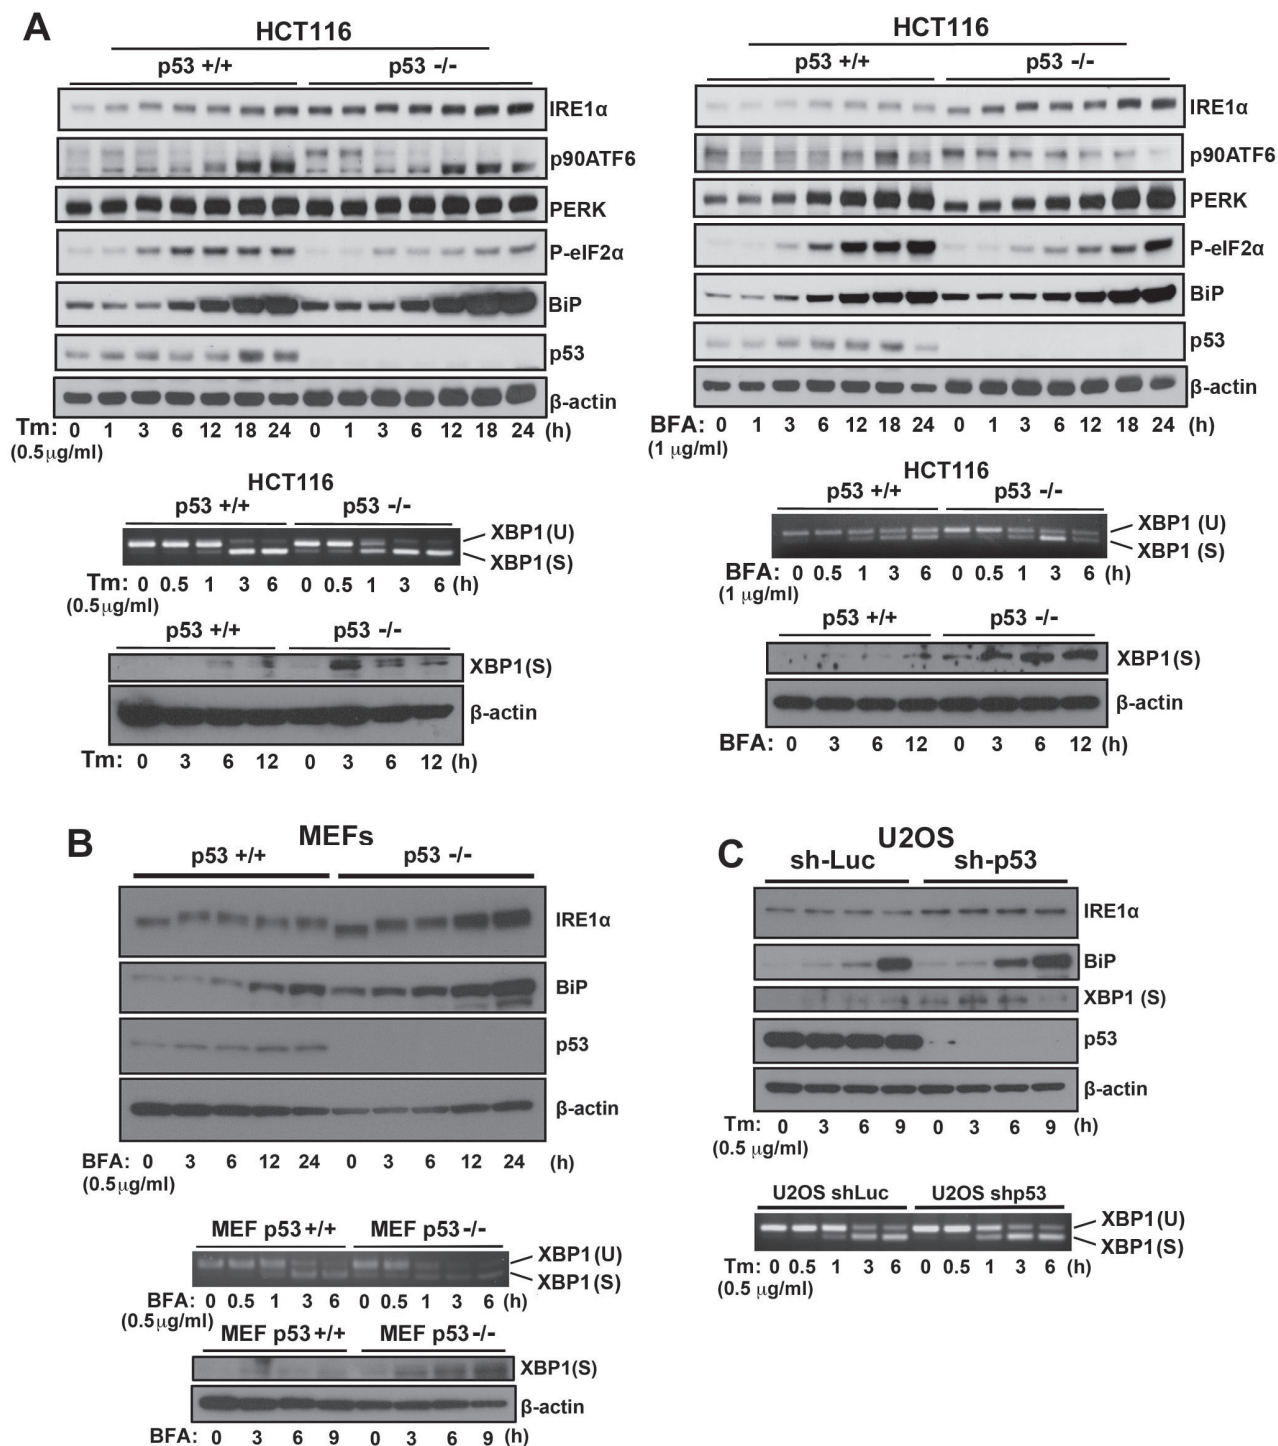 A
HCT116
p53 +/+ p53 -/-
IRE1α
p90ATF6
PERK
P-eIF2α
BiP
p53
β-actin
Tm: 0 1 3 6 12 18 24 0 1 3 6 12 18 24 (h)
(0.5μg/ml)
HCT116
p53 +/+ p53 -/-
XBP1(U)
XBP1(S)
Tm: 0 0.5 1 3 6 0 0.5 1 3 6 (h)
(0.5μg/ml)
p53 +/+ p53 -/-
XBP1(S)
β-actin
Tm: 0 3 6 12 0 3 6 12 (h)
HCT116
p53 +/+ p53 -/-
IRE1α
p90ATF6
PERK
P-eIF2α
BiP
p53
β-actin
BFA: 0 1 3 6 12 18 24 0 1 3 6 12 18 24 (h)
(1 μg/ml)
HCT116
p53 +/+ p53 -/-
XBP1 (U)
XBP1 (S)
BFA: 0 0.5 1 3 6 0 0.5 1 3 6 (h)
(1 μg/ml)
p53 +/+ p53 -/-
XBP1(S)
β-actin
BFA: 0 3 6 12 0 3 6 12 (h)
B
MEFs
p53 +/+ p53 -/-
IRE1α
BiP
p53
β-actin
BFA: 0 3 6 12 24 0 3 6 12 24 (h)
(0.5μg/ml)
MEF p53+/+ MEF p53-/-
XBP1(U)
XBP1(S)
BFA: 0 0.5 1 3 6 0 0.5 1 3 6 (h)
(0.5μg/ml)
MEF p53+/+ MEF p53-/-
XBP1(S)
β-actin
BFA: 0 3 6 9 0 3 6 9 (h)
C
U2OS
sh-Luc sh-p53
IRE1α
BiP
XBP1 (S)
p53
β-actin
Tm: 0 3 6 9 0 3 6 9 (h)
(0.5 μg/ml)
U2OS shLuc U2OS shp53
XBP1(U)
XBP1(S)
Tm: 0 0.5 1 3 6 0 0.5 1 3 6 (h)
(0.5 μg/ml)